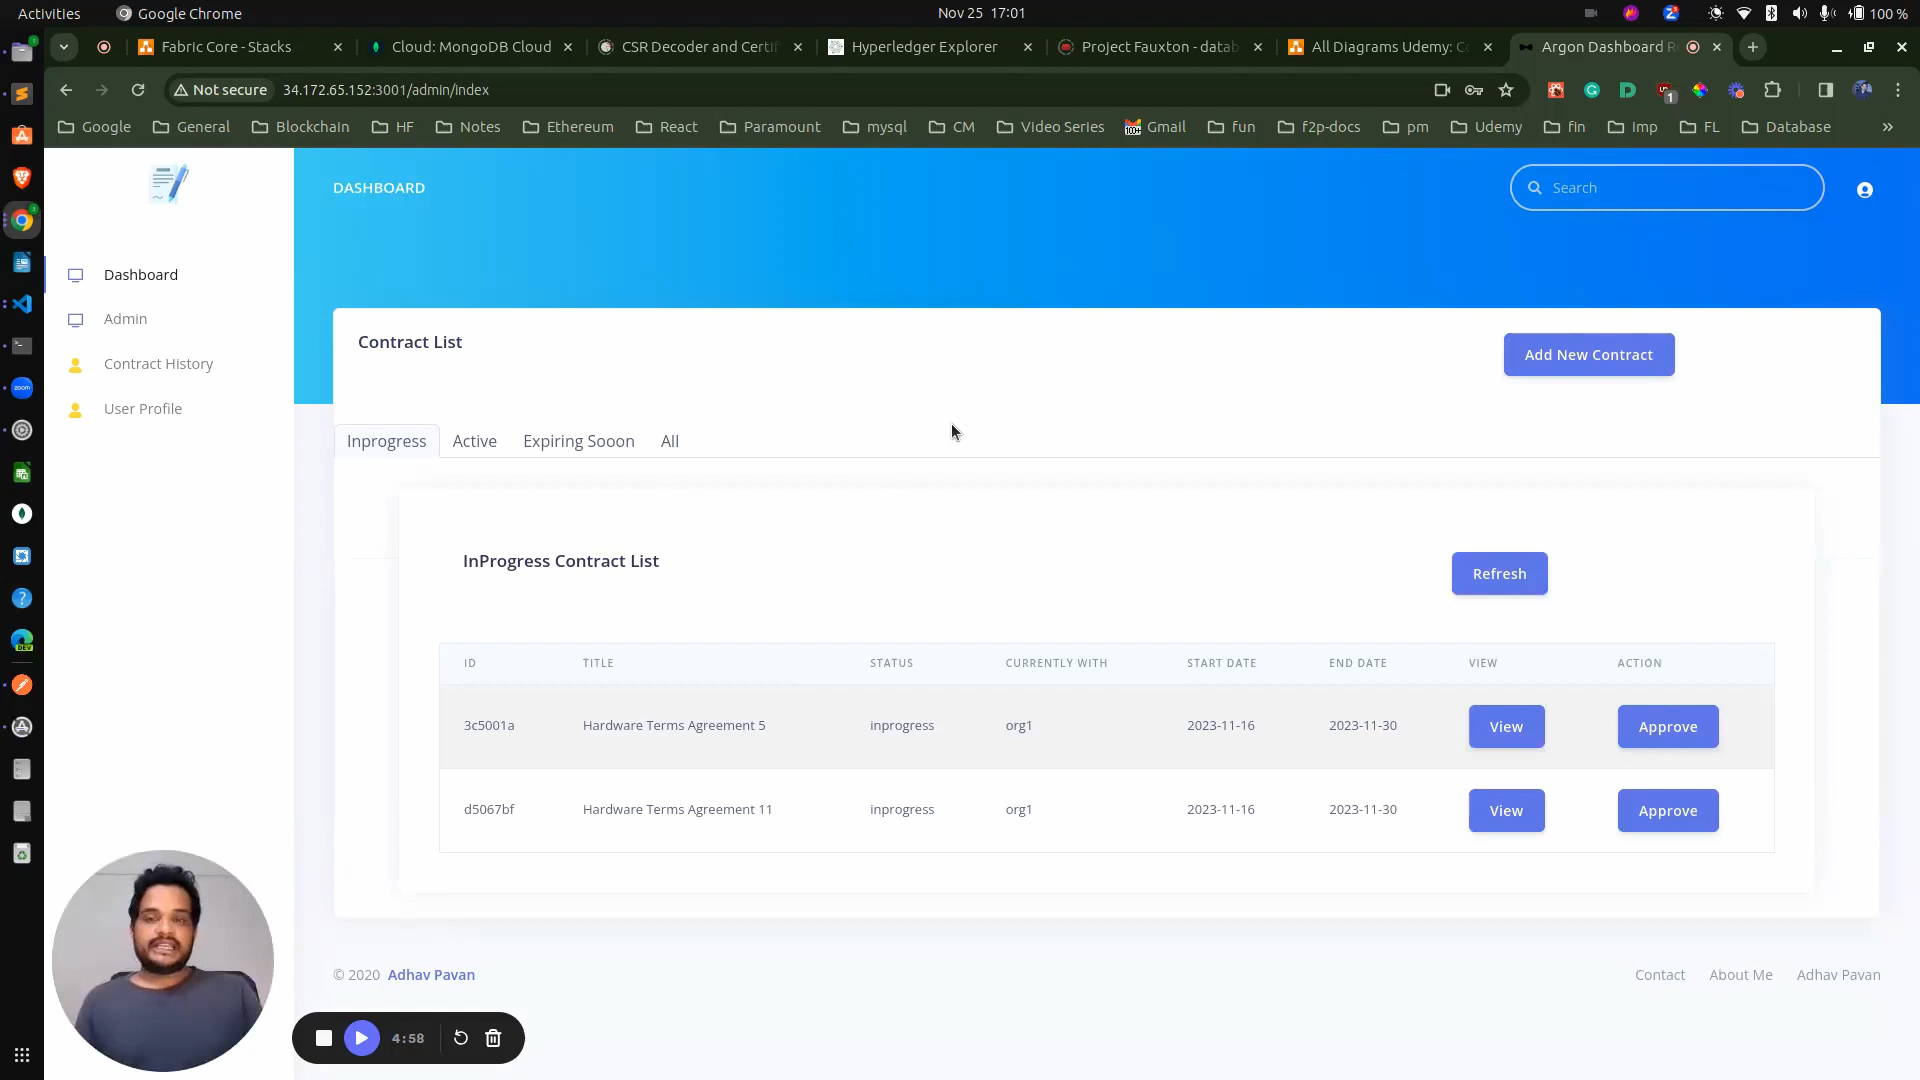 Activities
Google Chrome
Nov 25 17:01
100 %
Fabric Core - Stacks
Cloud: MongoDB Cloud
CSR Decoder and Certif
Hyperledger Explorer
Project Fauxton - datab
All Diagrams Udemy: Co
Argon Dashboard R
Not secure
34.172.65.152:3001/admin/index
1
Google
General
Blockchain
HF
Notes
Ethereum
React
Paramount
mysql
CM
Video Series
Gmail
fun
f2p-docs
pm
Udemy
fin
Imp
FL
Database
»
DASHBOARD
Search
Dashboard
Admin
Contract History
User Profile
Contract List
Add New Contract
Inprogress
Active
Expiring Sooon
All
InProgress Contract List
Refresh
ID TITLE STATUS CURRENTLY WITH START DATE END DATE VIEW ACTION
3c5001a Hardware Terms Agreement 5 inprogress org1 2023-11-16 2023-11-30 View Approve
d5067bf Hardware Terms Agreement 11 inprogress org1 2023-11-16 2023-11-30 View Approve
© 2020 Adhav Pavan
Contact
About Me
Adhav Pavan
4:58
zoom
DEV